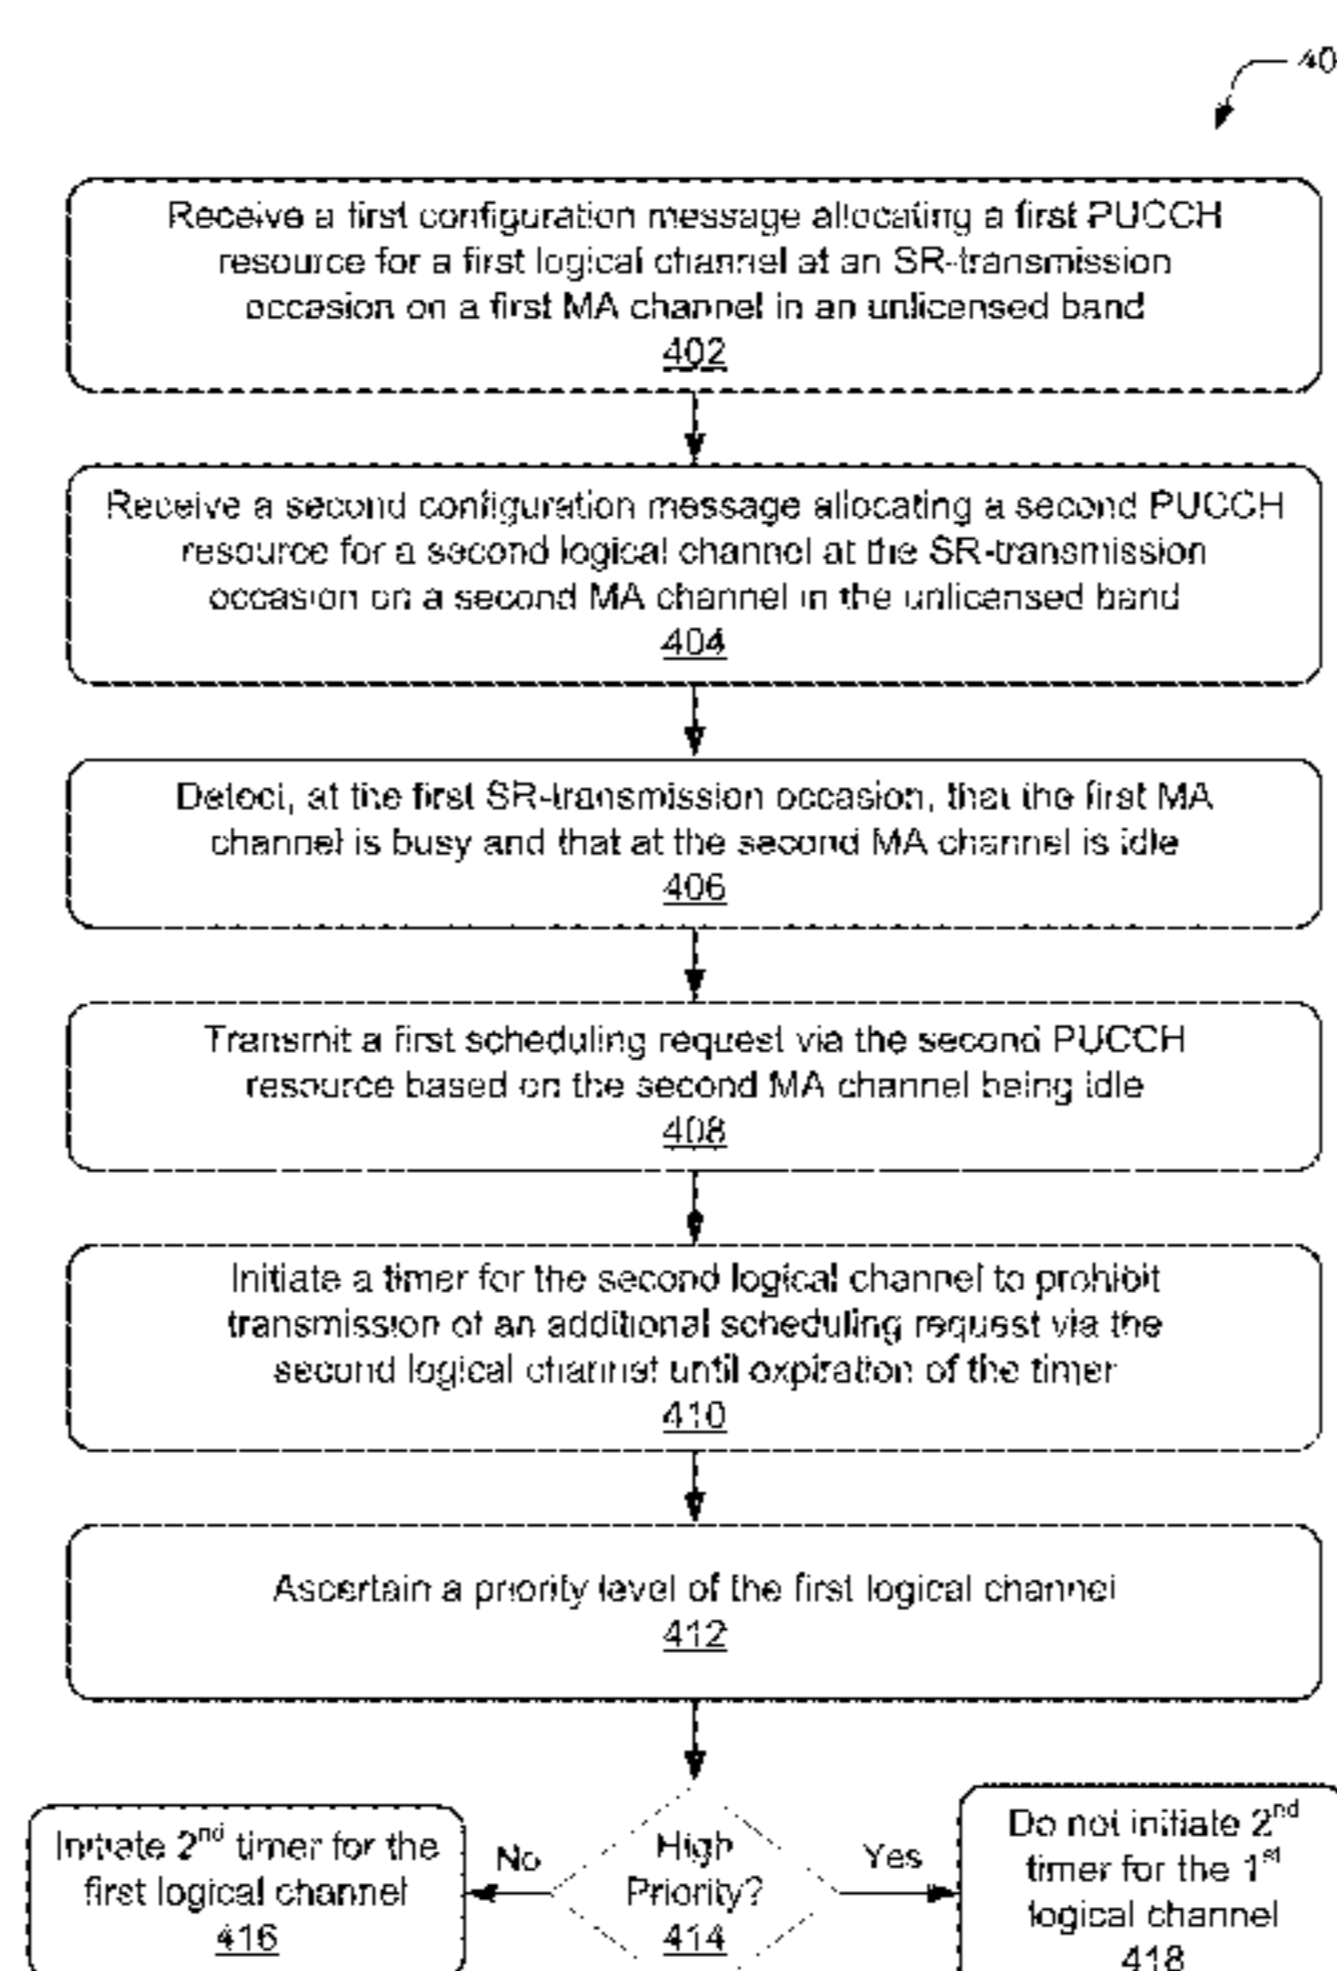 40
Receive a first configuration message allocating a first PUCCH
resource for a first logical channel at an SR-transmission
occasion on a first MA channel in an unlicensed band
402
Receive a second configuration message allocating a second PUCCH
resource for a second logical channel at the SR-transmission
occasion on a second MA channel in the unlicensed band
404
Detect, at the first SR-transmission occasion, that the first MA
channel is busy and that at the second MA channel is idle
406
Transmit a first scheduling request via the second PUCCH
resource based on the second MA channel being idle
408
Initiate a timer for the second logical channel to prohibit
transmission of an additional scheduling request via the
second logical channel until expiration of the timer
410
Ascertain a priority level of the first logical channel
412
Initiate 2nd timer for the
first logical channel
416
No
High
Priority?
414
Yes
Do not initiate 2nd
timer for the 1st
logical channel
418